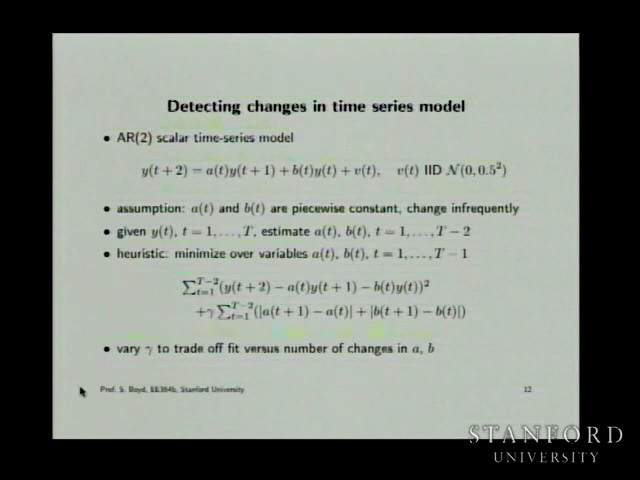 Detecting changes in time series model
• AR(2) scalar time-series model
y(t + 2) = a(t)y(t + 1) + b(t)y(t) + v(t),    v(t) IID 𝒩(0, 0.5²)
• assumption: a(t) and b(t) are piecewise constant, change infrequently
• given y(t), t = 1, . . . , T, estimate a(t), b(t), t = 1, . . . , T − 2
• heuristic: minimize over variables a(t), b(t), t = 1, . . . , T − 1
∑_{t=1}^{T−2}(y(t + 2) − a(t)y(t + 1) − b(t)y(t))²
+γ ∑_{t=1}^{T−2}(|a(t + 1) − a(t)| + |b(t + 1) − b(t)|)
• vary γ to trade off fit versus number of changes in a, b
Prof. S. Boyd, EE364b, Stanford University    12
STANFORD
UNIVERSITY